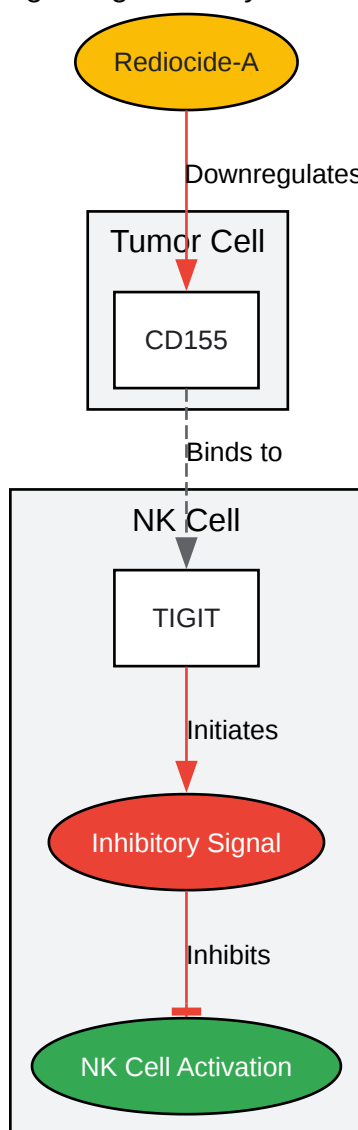 Rediocide-A
Downregulates
Tumor Cell
CD155
Binds to
NK Cell
TIGIT
Initiates
Inhibitory Signal
Inhibits
NK Cell Activation